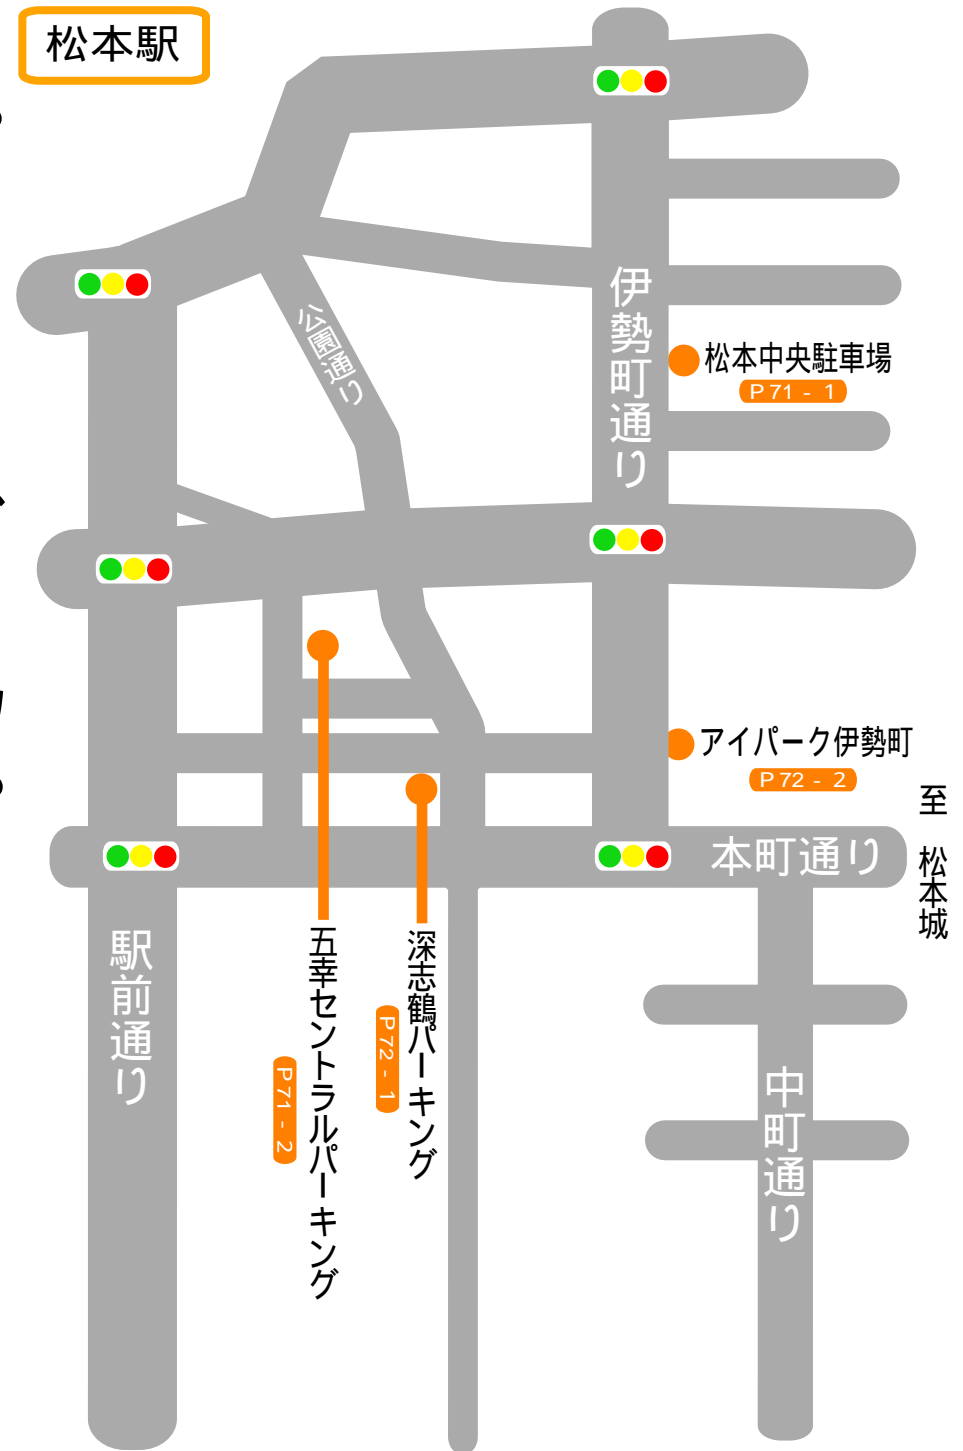 松本駅
公園通り
伊勢町通り
松本中央駐車場
P71 - 1
アイパーク伊勢町
P72 - 2
至 松本城
本町通り
駅前通り
五幸セントラルパーキング
P71 - 2
深志鶴パーキング
P72 - 1
中町通り